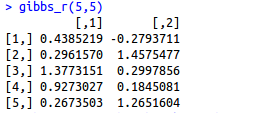 > gibbs_r(5,5)
[,1] [,2]
[1,] 0.4385219 -0.2793712
[2,] 0.2961570 1.4575477
[3,] 1.3773151 0.2997856
[4,] 0.9273027 0.1845081
[5,] 0.2673503 1.2651604